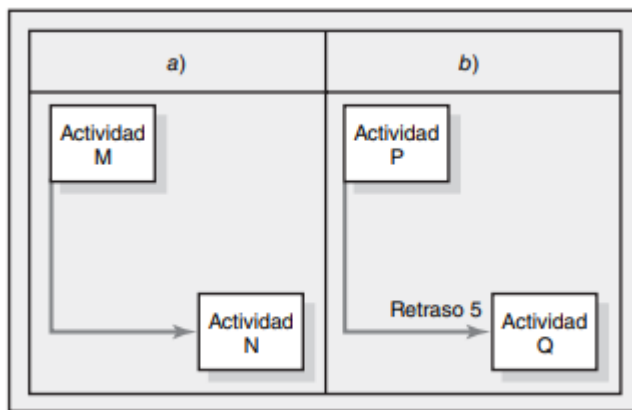 a)
b)
Actividad
M
Actividad
P
Actividad
N
Retraso 5
Actividad
Q